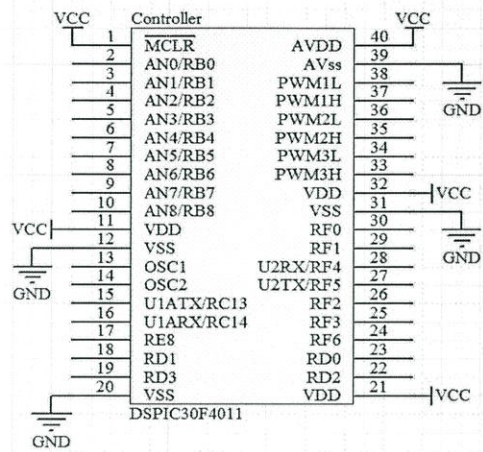 VCC Controller VCC
1 MCLR AVDD 40
2 AN0/RB0 AVss 39
3 AN1/RB1 PWM1L 38
4 AN2/RB2 PWM1H 37
GND
5 AN3/RB3 PWM2L 36
6 AN4/RB4 PWM2H 35
7 AN5/RB5 PWM3L 34
8 AN6/RB6 PWM3H 33
9 AN7/RB7 VDD 32 VCC
10 AN8/RB8 VSS 31
VCC 11 VDD RF0 30
12 VSS RF1 29
GND
13 OSC1 U2RX/RF4 28
GND
14 OSC2 U2TX/RF5 27
15 U1ATX/RC13 RF2 26
16 U1ARX/RC14 RF3 25
17 RE8 RF6 24
18 RD1 RD0 23
19 RD3 RD2 22
20 VSS VDD 21 VCC
DSPIC30F4011
GND